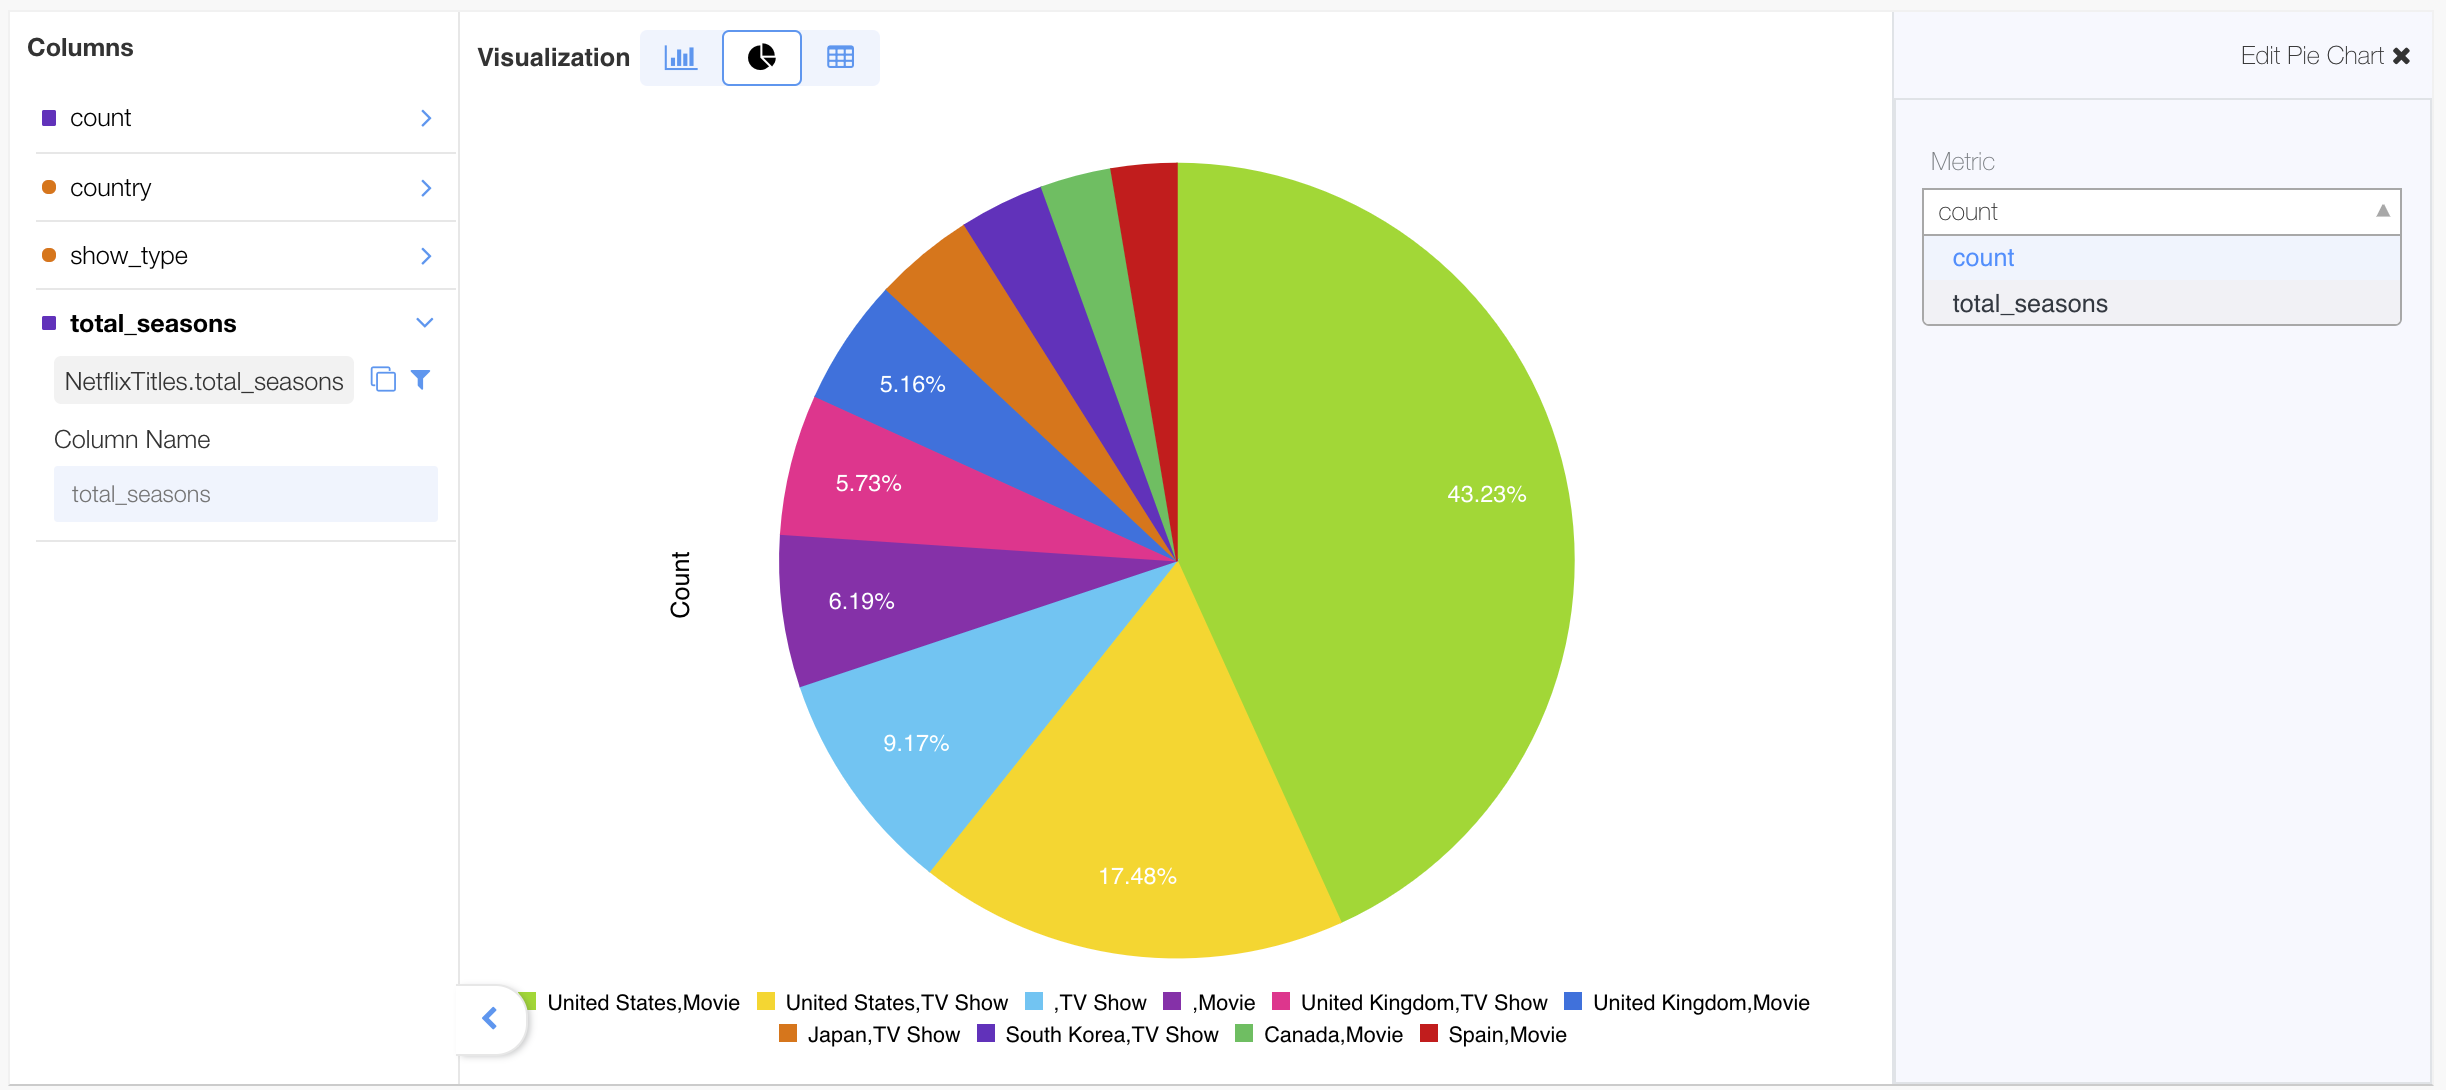 Columns
count
country
show_type
total_seasons
NetflixTitles.total_seasons
Column Name
total_seasons
Visualization
43.23%
17.48%
9.17%
6.19%
5.73%
5.16%
Count
United States,Movie United States,TV Show ,TV Show ,Movie United Kingdom,TV Show United Kingdom,Movie
Japan,TV Show South Korea,TV Show Canada,Movie Spain,Movie
Edit Pie Chart
Metric
count
count
total_seasons